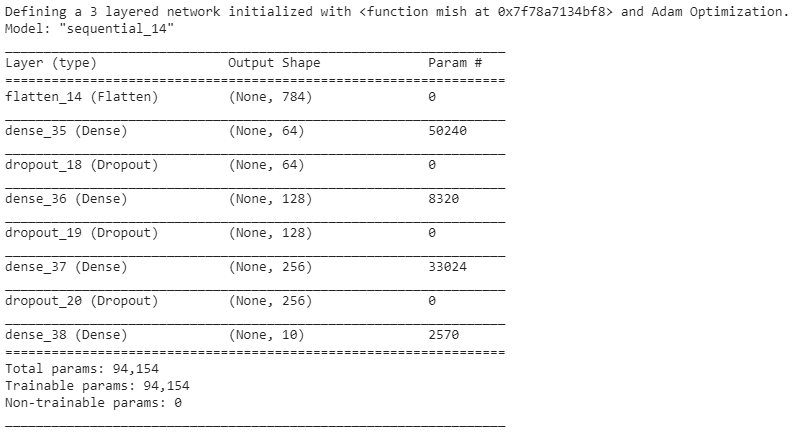 Defining a 3 layered network initialized with <function mish at 0x7f78a7134bf8> and Adam Optimization.
Model: "sequential_14"
Layer (type) Output Shape Param #
flatten_14 (Flatten) (None, 784) 0
dense_35 (Dense) (None, 64) 50240
dropout_18 (Dropout) (None, 64) 0
dense_36 (Dense) (None, 128) 8320
dropout_19 (Dropout) (None, 128) 0
dense_37 (Dense) (None, 256) 33024
dropout_20 (Dropout) (None, 256) 0
dense_38 (Dense) (None, 10) 2570
Total params: 94,154
Trainable params: 94,154
Non-trainable params: 0